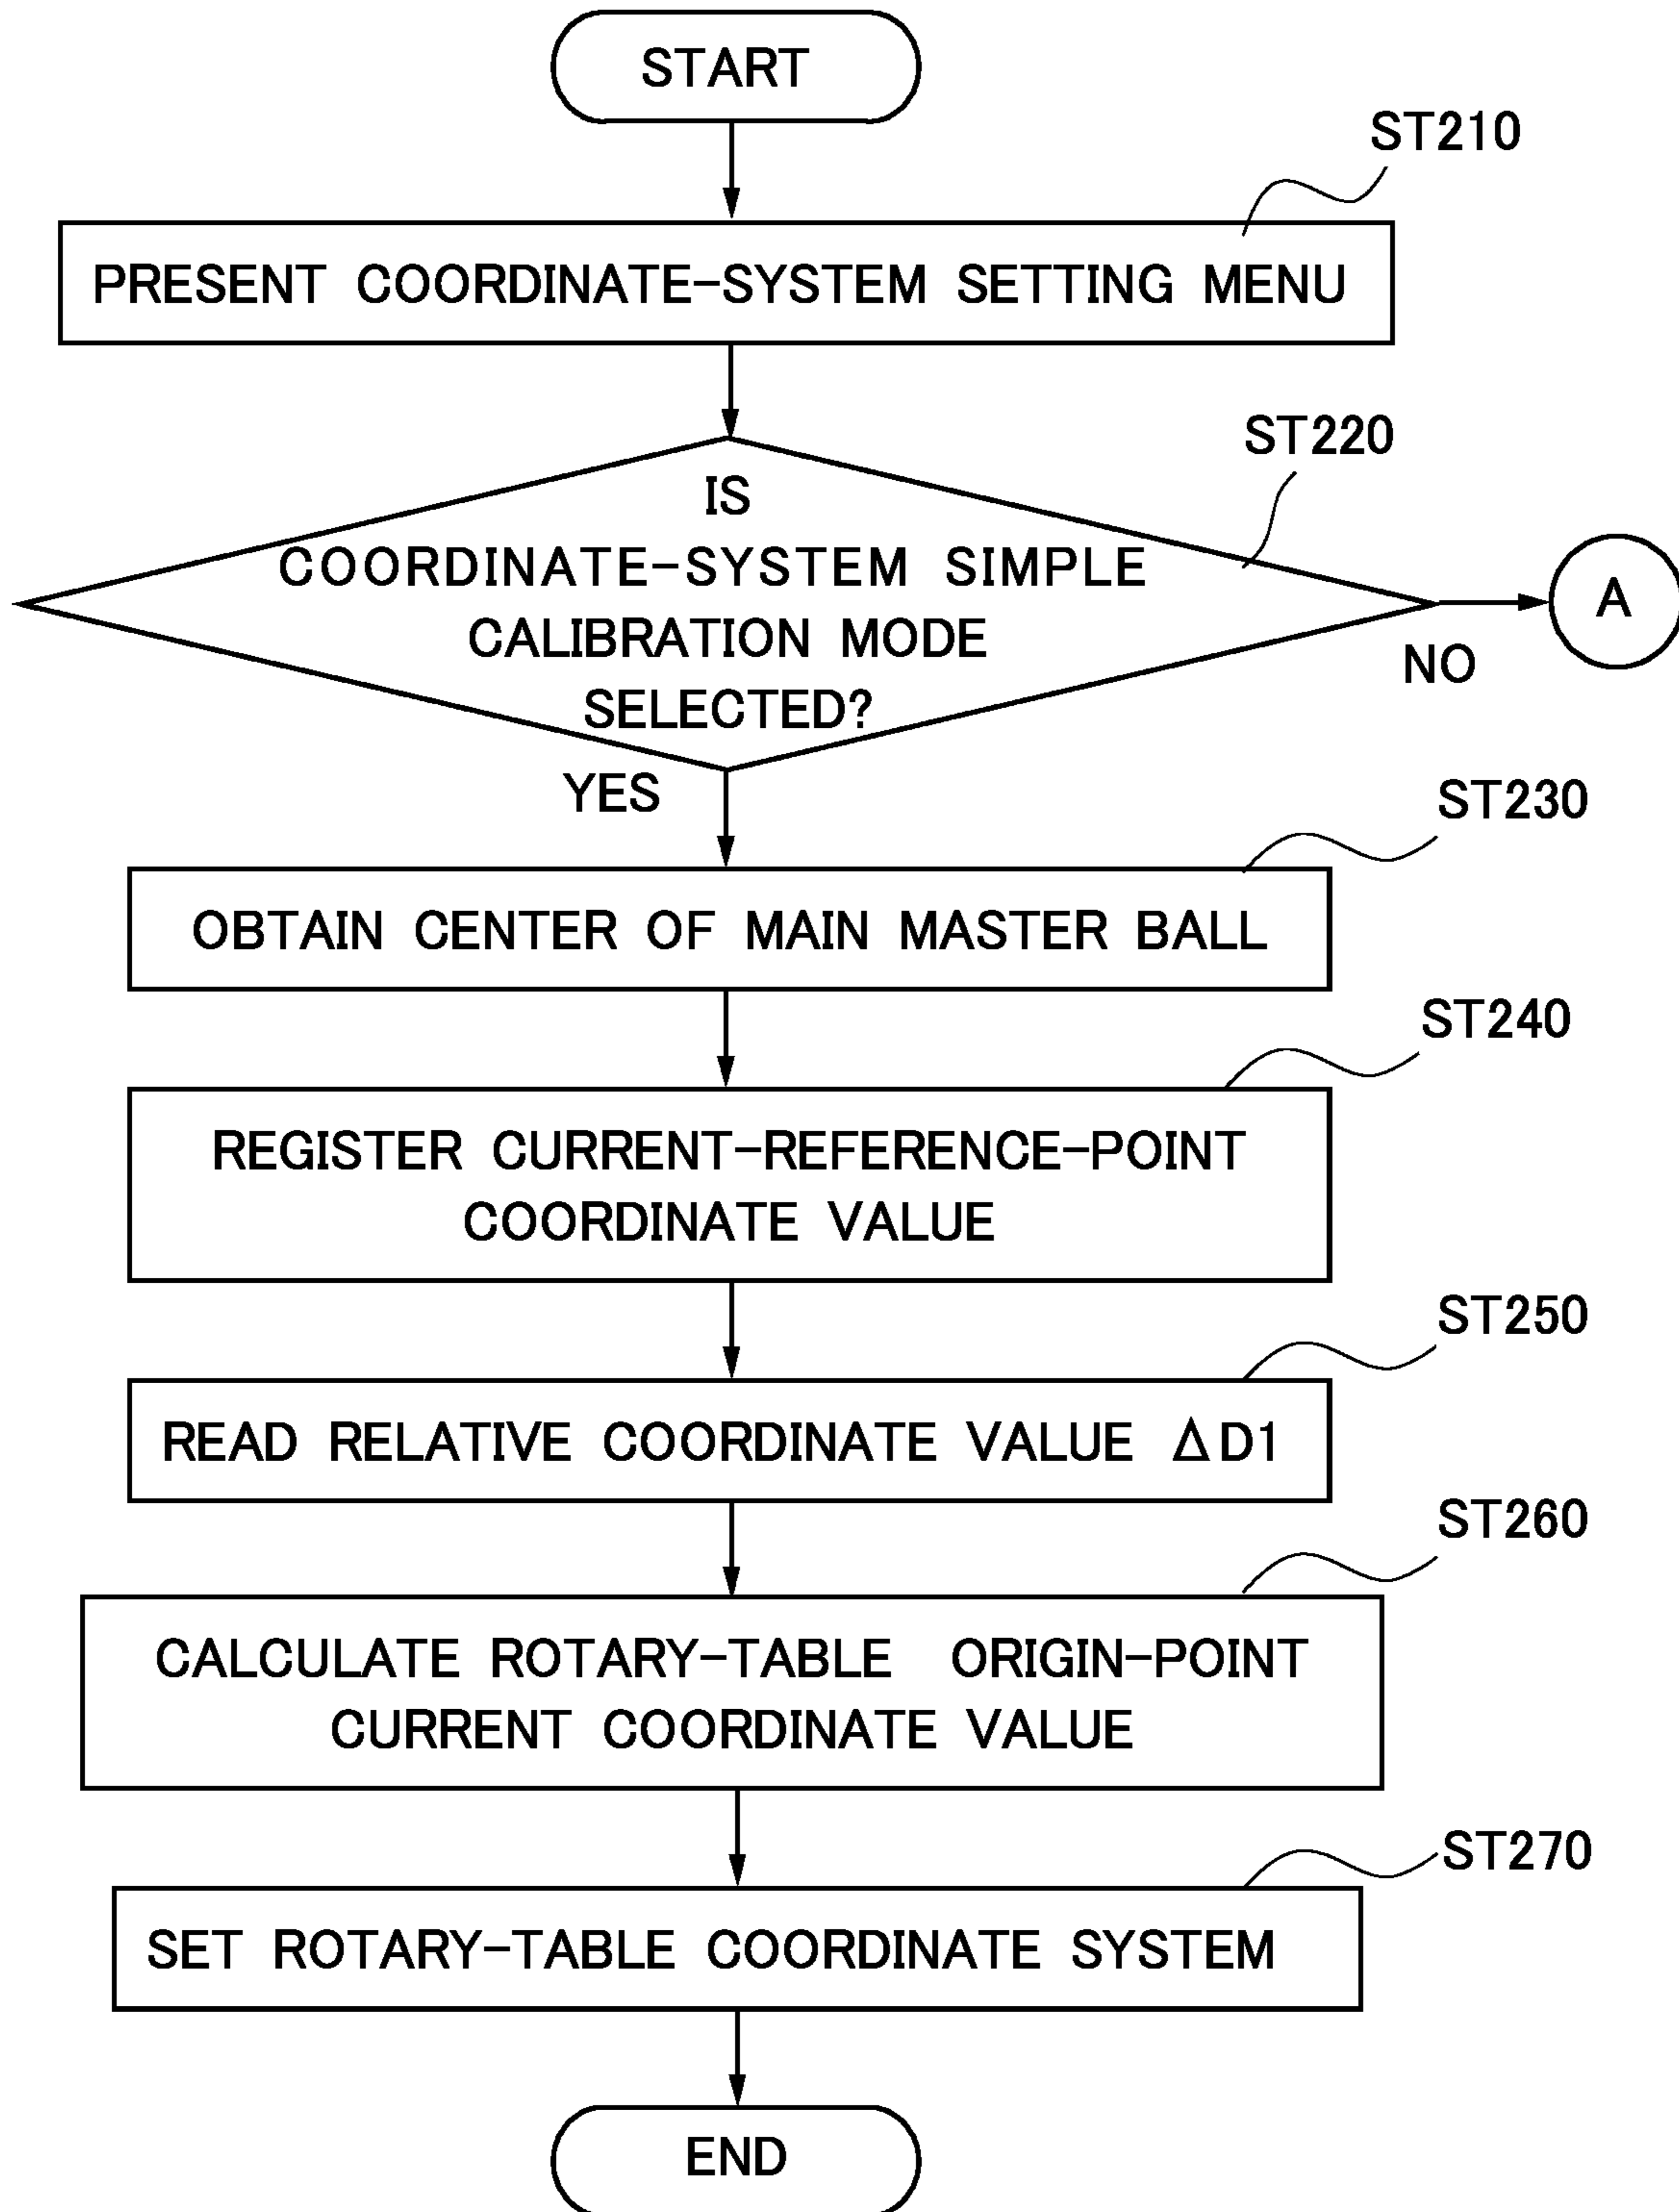 START
ST210
PRESENT COORDINATE-SYSTEM SETTING MENU
ST220
IS
COORDINATE-SYSTEM SIMPLE
CALIBRATION MODE
SELECTED?
A
NO
YES
ST230
OBTAIN CENTER OF MAIN MASTER BALL
ST240
REGISTER CURRENT-REFERENCE-POINT
COORDINATE VALUE
ST250
READ RELATIVE COORDINATE VALUE ΔD1
ST260
CALCULATE ROTARY-TABLE ORIGIN-POINT
CURRENT COORDINATE VALUE
ST270
SET ROTARY-TABLE COORDINATE SYSTEM
END